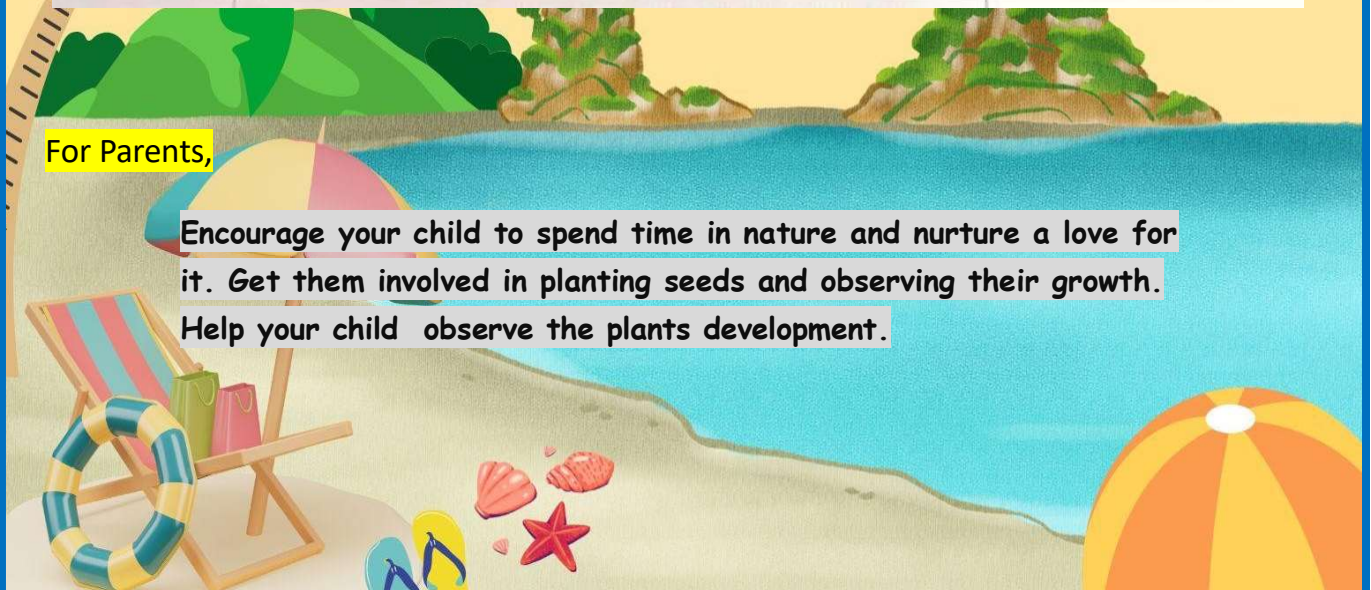 For Parents,
Encourage your child to spend time in nature and nurture a love for
it. Get them involved in planting seeds and observing their growth.
Help your child  observe the plants development.